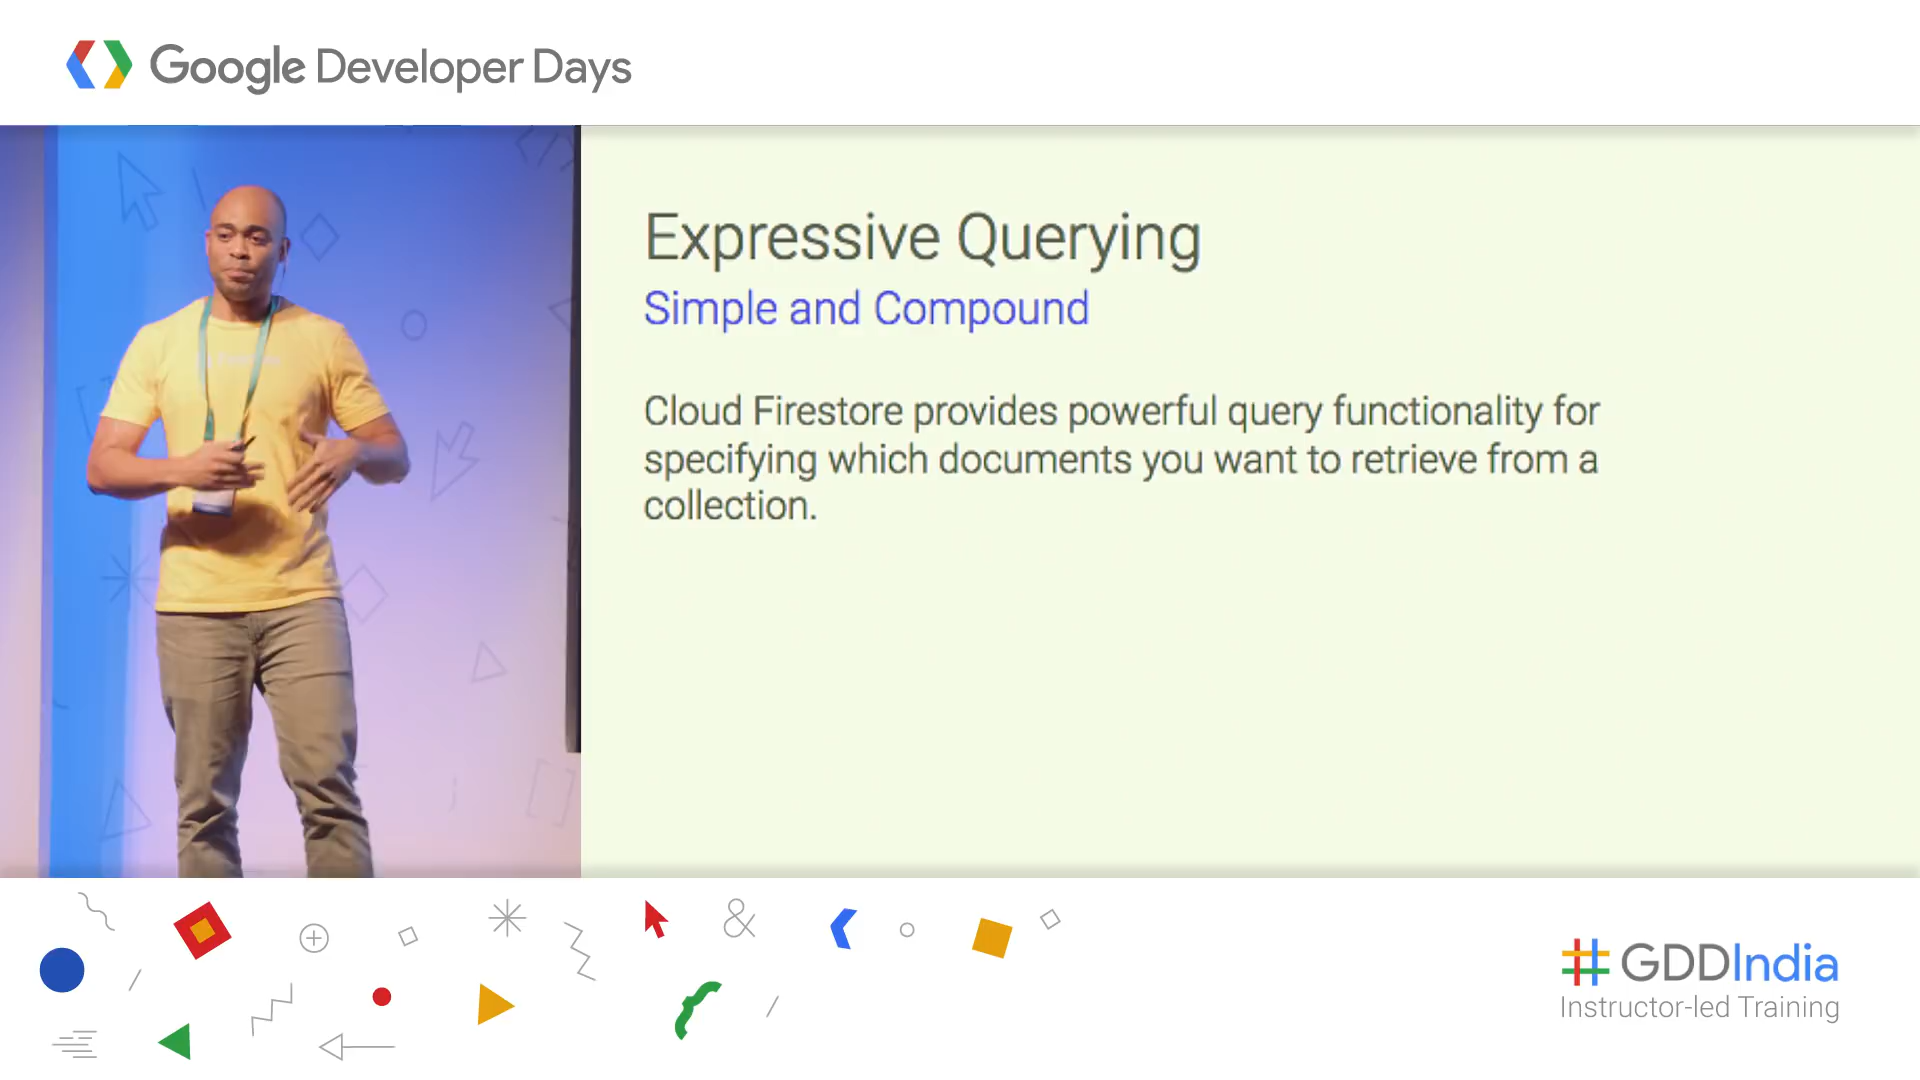 Google Developer Days
Expressive Querying
Simple and Compound
Cloud Firestore provides powerful query functionality for
specifying which documents you want to retrieve from a
collection.
GDDIndia
Instructor-led Training